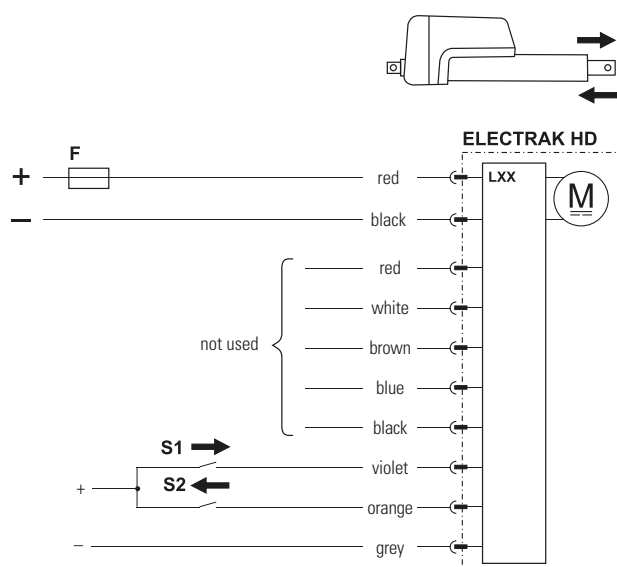 ELECTRAK HD
F
+ red LXX
M
– black
red
white
not used brown
blue
black
S1 violet
S2
+
orange
– grey